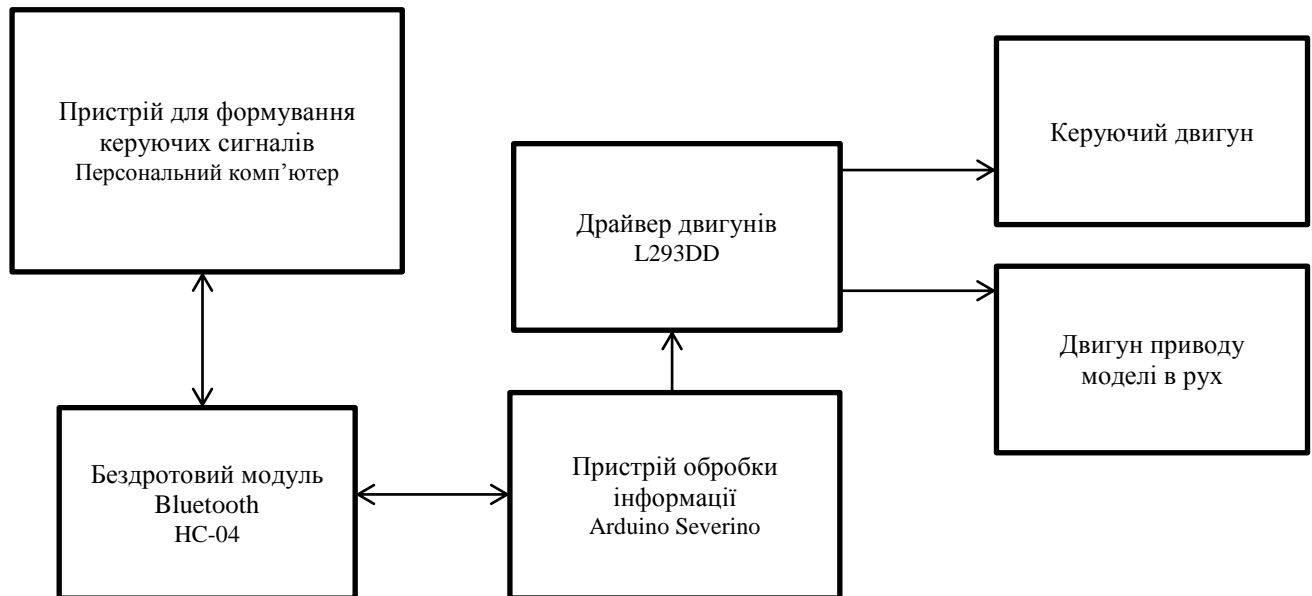 Пристрій для формування
керуючих сигналів
Персональний комп’ютер
Керуючий двигун
Драйвер двигунів
L293DD
Двигун приводу
моделі в рух
Бездротовий модуль
Bluetooth
HC-04
Пристрій обробки
інформації
Arduino Severino